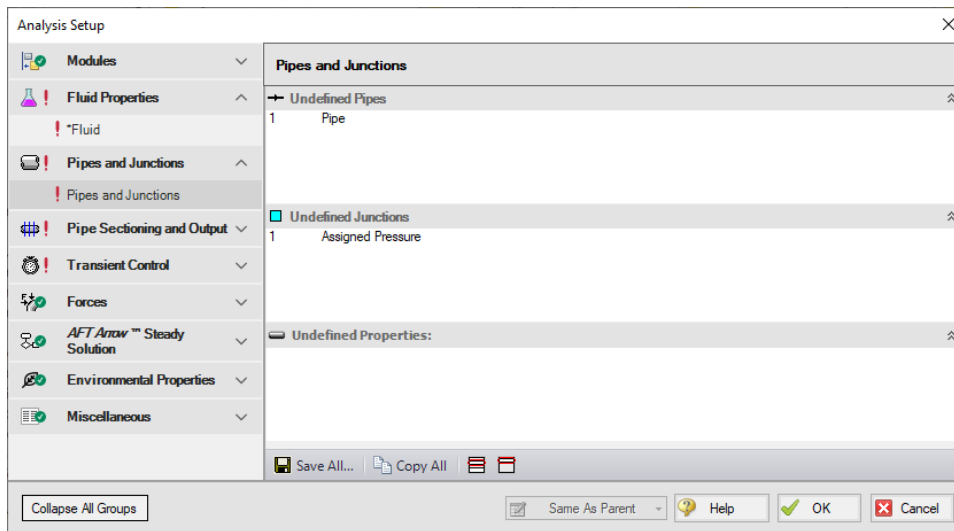 Analysis Setup
Modules
Pipes and Junctions
Fluid Properties
Undefined Pipes
*Fluid
1 Pipe
Pipes and Junctions
Pipes and Junctions
Undefined Junctions
Pipe Sectioning and Output
1 Assigned Pressure
Transient Control
Forces
AFT Arrow ™ Steady
Solution
Undefined Properties:
Environmental Properties
Miscellaneous
Save All... Copy All
Collapse All Groups Same As Parent Help OK Cancel